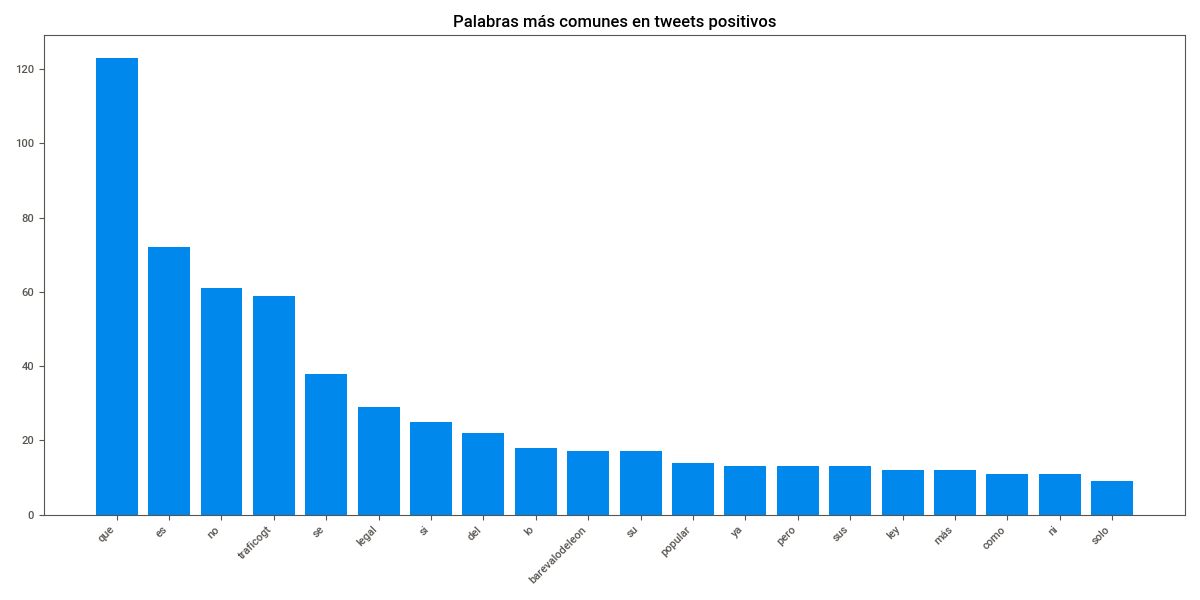 Palabras más comunes en tweets positivos
120
100
80
60
40
20
0
que
es
no
traficogt
se
legal
si
del
lo
barevalodeleon
su
popular
ya
pero
sus
ley
más
como
ni
solo